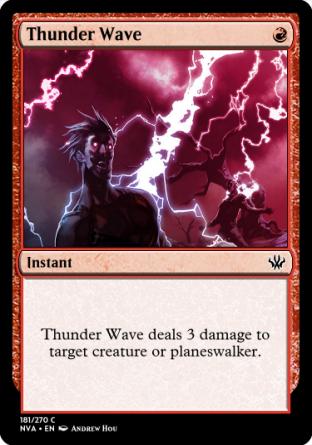 Thunder Wave
Instant
Thunder Wave deals 3 damage to
target creature or planeswalker.
181/270 C
NVA • EN Andrew Hou